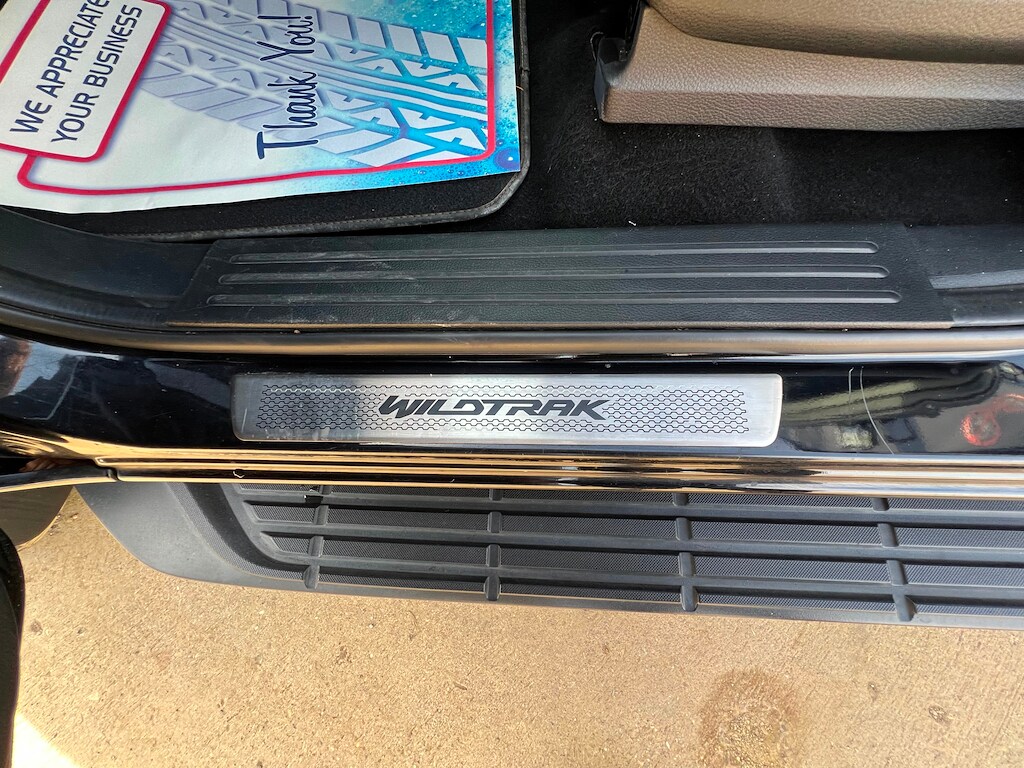 WE APPRECIATE
YOUR BUSINESS
Thank You!
WILDTRAK